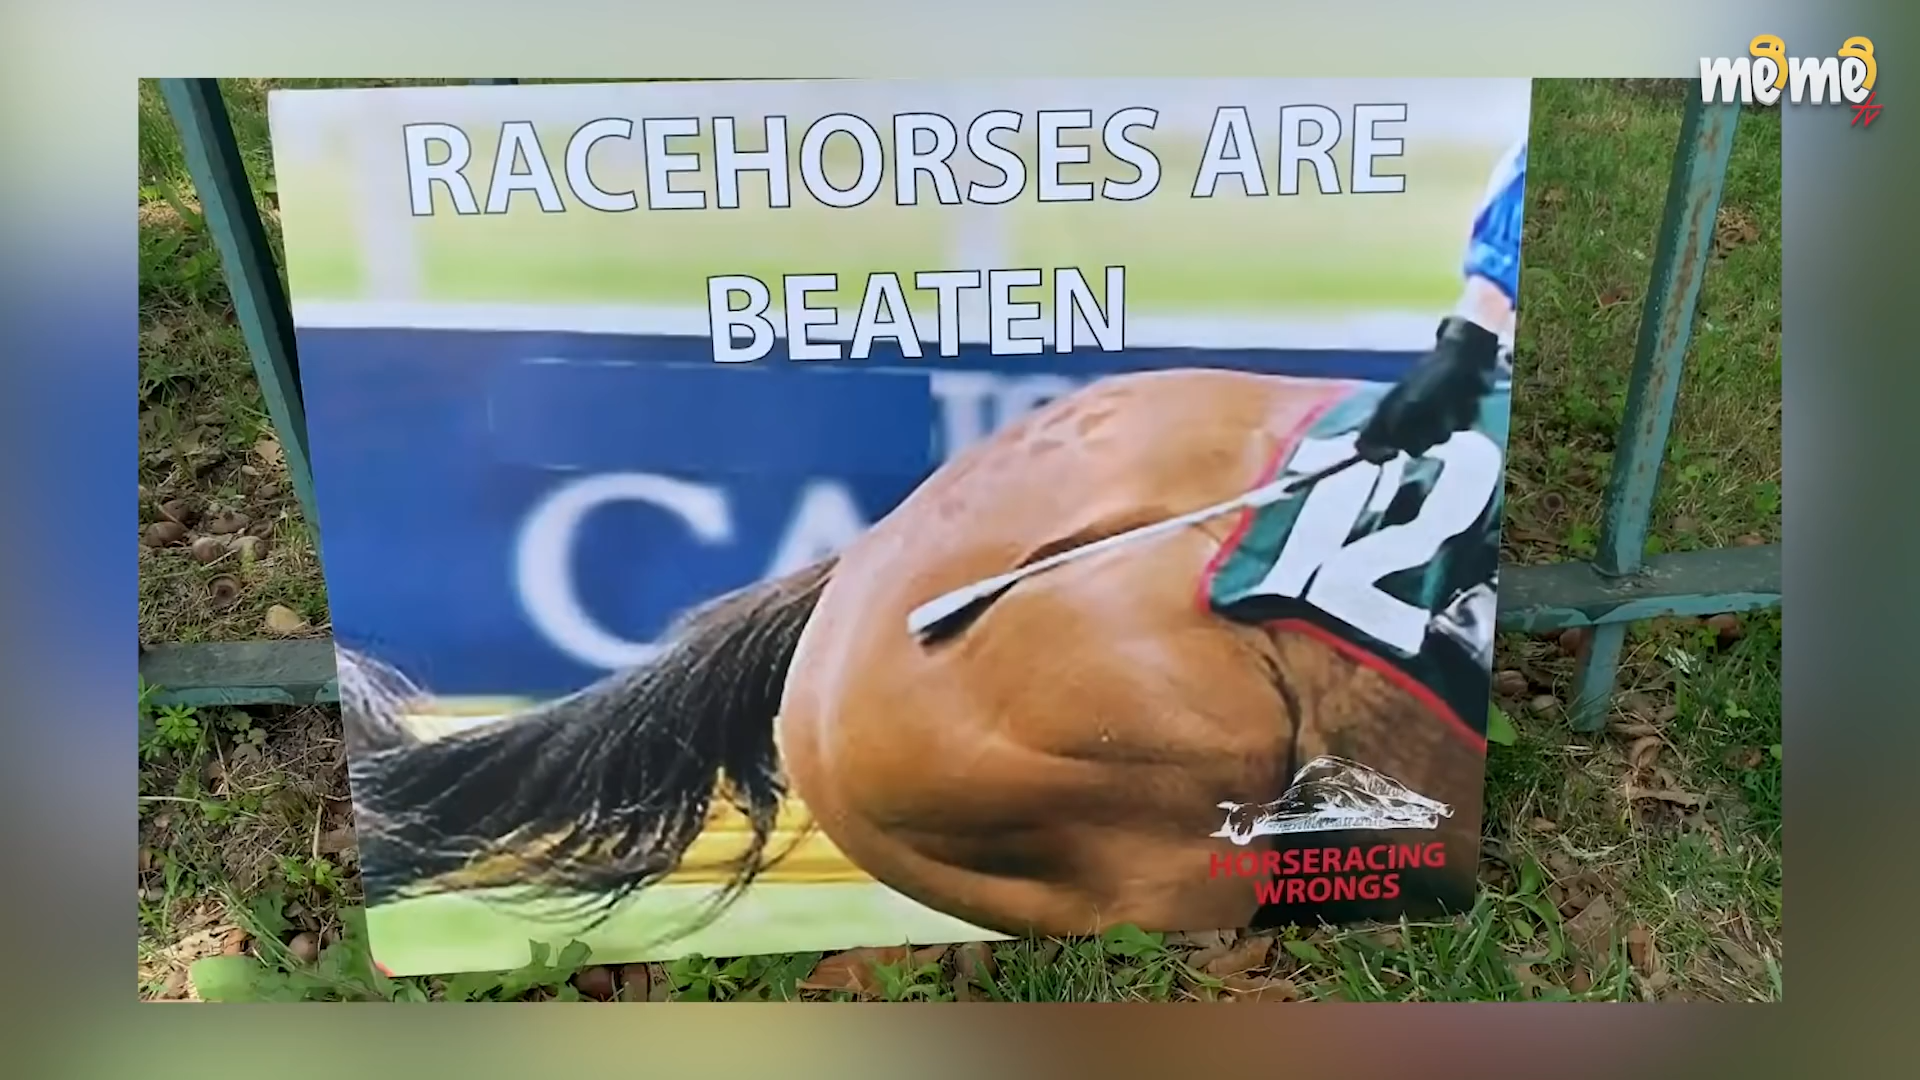 meme
tv
RACEHORSES ARE
BEATEN
CA
12
HORSERACING
WRONGS